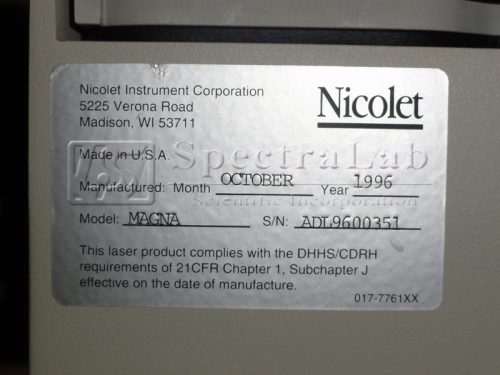 Nicolet Instrument Corporation
5225 Verona Road
Madison, WI 53711
Nicolet
Made in U.S.A.
SpectraLab
Scientific Incorporation
Manufactured: Month OCTOBER Year 1996
Model: MAGNA S/N: ADL9600351
This laser product complies with the DHHS/CDRH
requirements of 21CFR Chapter 1, Subchapter J
effective on the date of manufacture.
017-7761XX